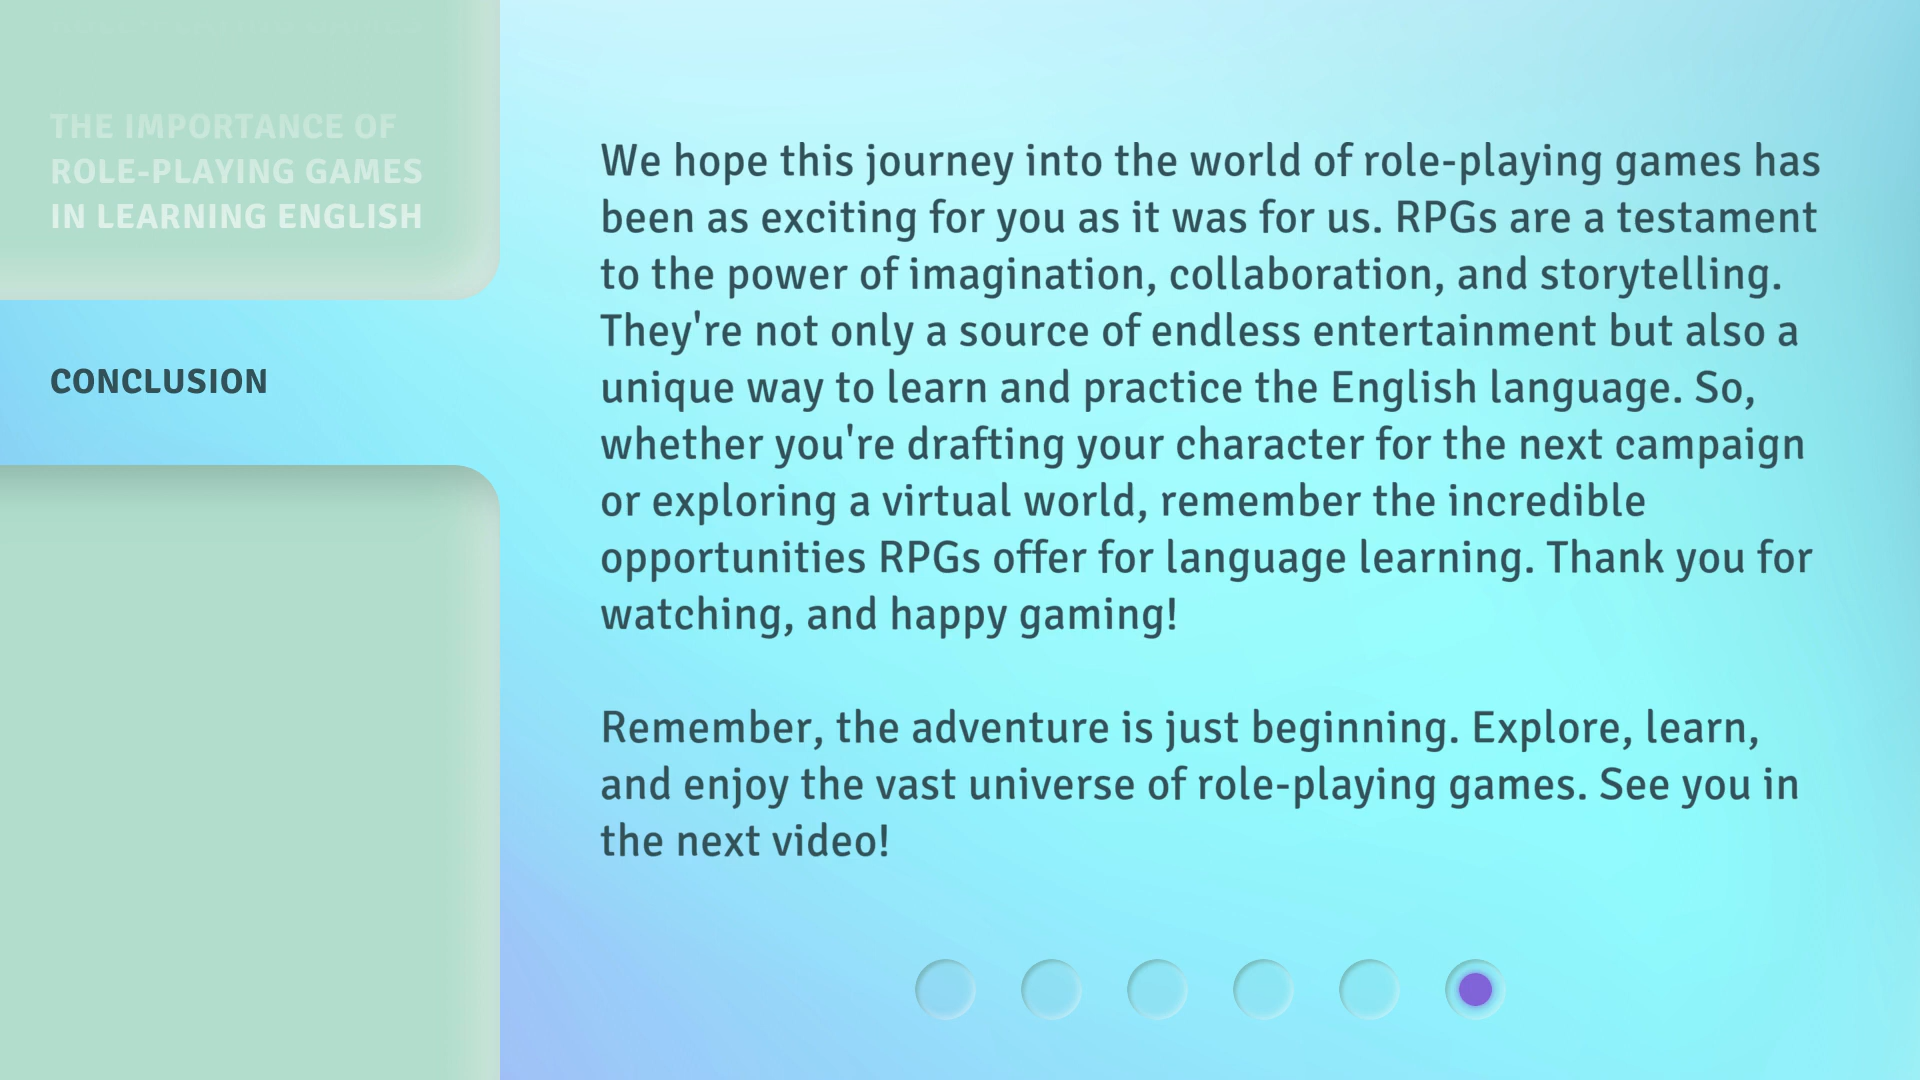 THE IMPORTANCE OF
ROLE-PLAYING GAMES
IN LEARNING ENGLISH
CONCLUSION
We hope this journey into the world of role-playing games has
been as exciting for you as it was for us. RPGs are a testament
to the power of imagination, collaboration, and storytelling.
They're not only a source of endless entertainment but also a
unique way to learn and practice the English language. So,
whether you're drafting your character for the next campaign
or exploring a virtual world, remember the incredible
opportunities RPGs offer for language learning. Thank you for
watching, and happy gaming!
Remember, the adventure is just beginning. Explore, learn,
and enjoy the vast universe of role-playing games. See you in
the next video!